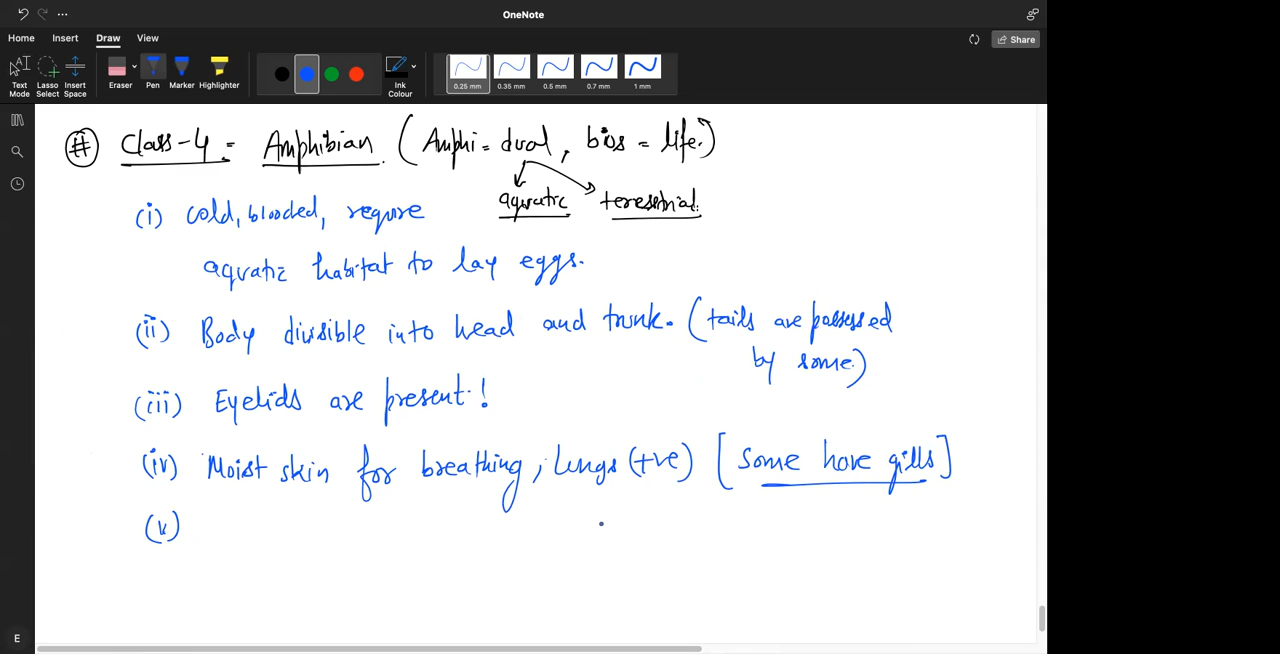 OneNote
Home Insert Draw View
Share
Text Mode Lasso Select Insert Space Eraser Pen Marker Highlighter Ink Colour 0.25 mm 0.35 mm 0.5 mm 0.7 mm 1 mm
# Class-4 = Amphibian. (Amphi = dual, bios = life.)
aquatic teresstrial.
(i) cold, blooded, require
aquatic habitat to lay eggs.
(ii) Body divisible into head and trunk. (tails are possessed
by some.)
(iii) Eyelids are present.!
(iv) Moist skin for breathing, lungs (+ve) [some have gills]
(v)
E